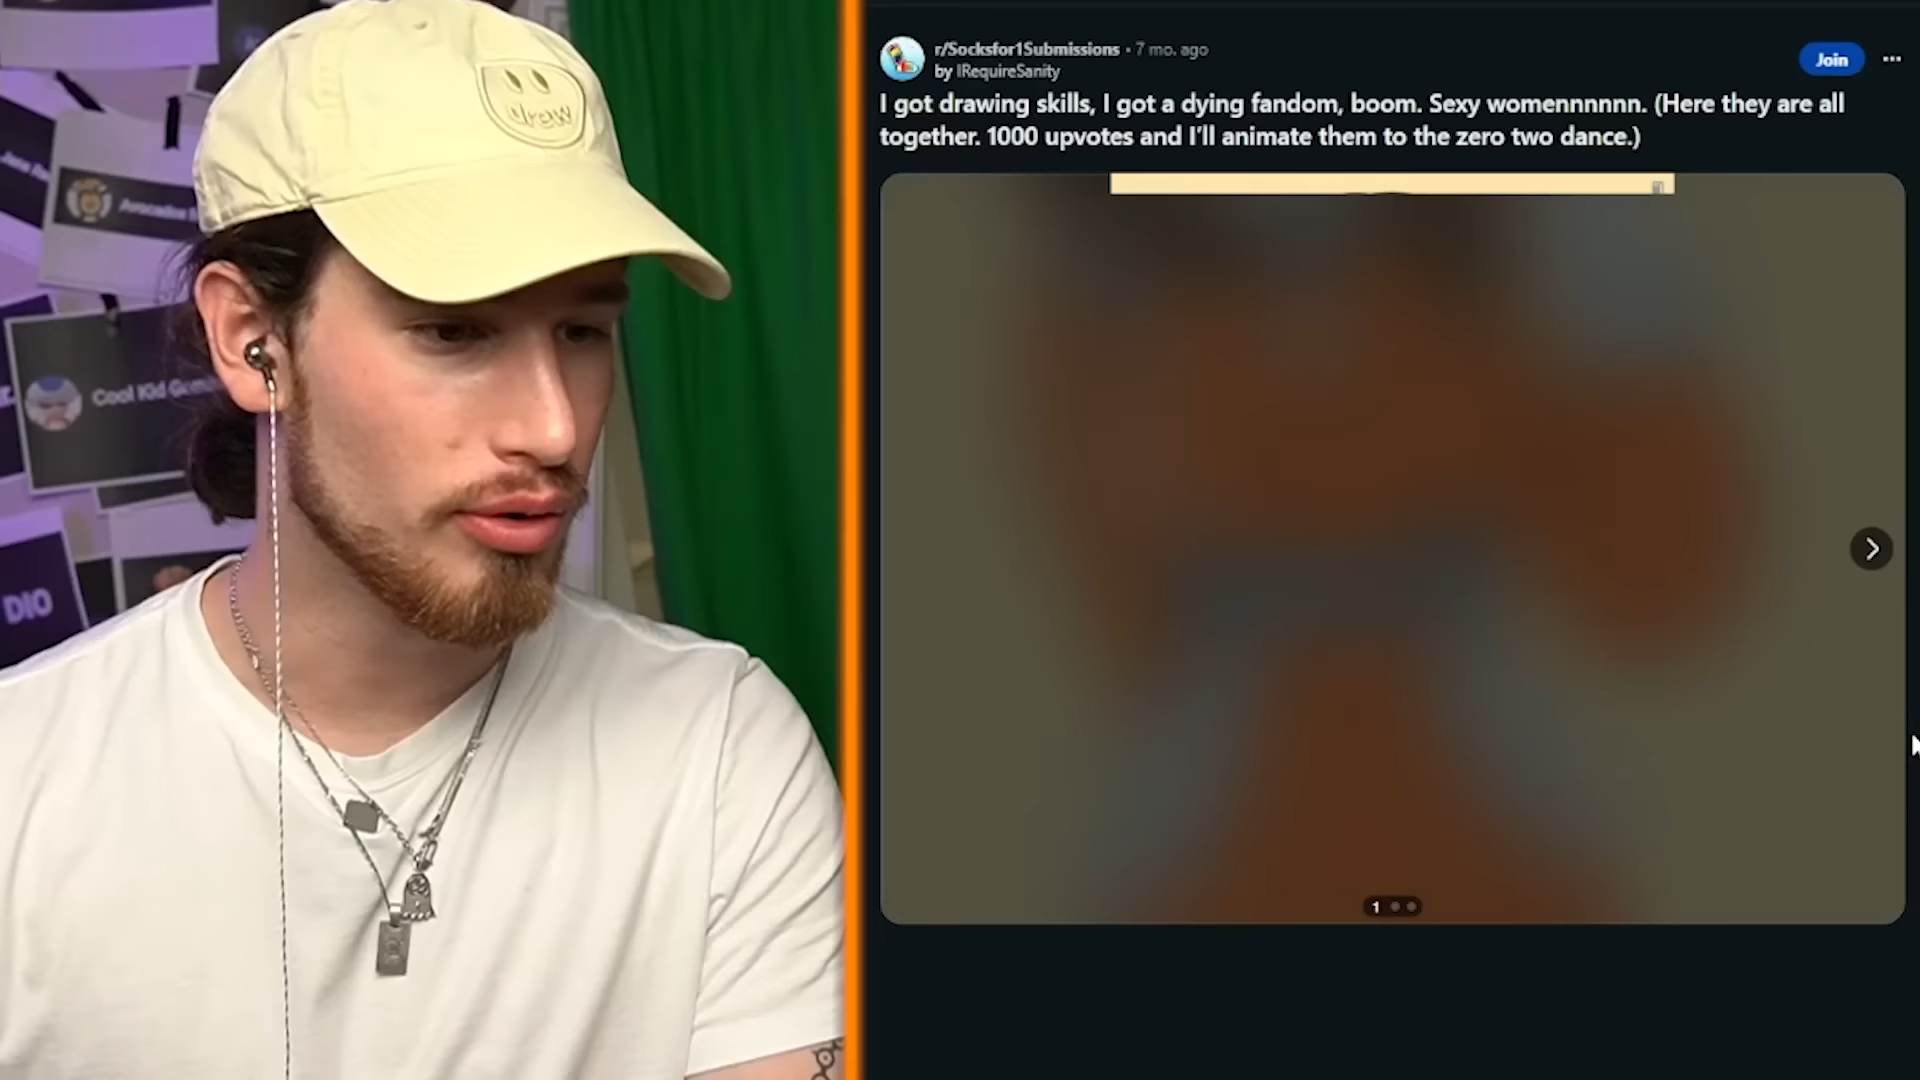 drew
Cool Kid
DIO
r/Socksfor1Submissions • 7 mo. ago
by IRequireSanity
Join
I got drawing skills, I got a dying fandom, boom. Sexy womennnnnn. (Here they are all
together. 1000 upvotes and I'll animate them to the zero two dance.)
1